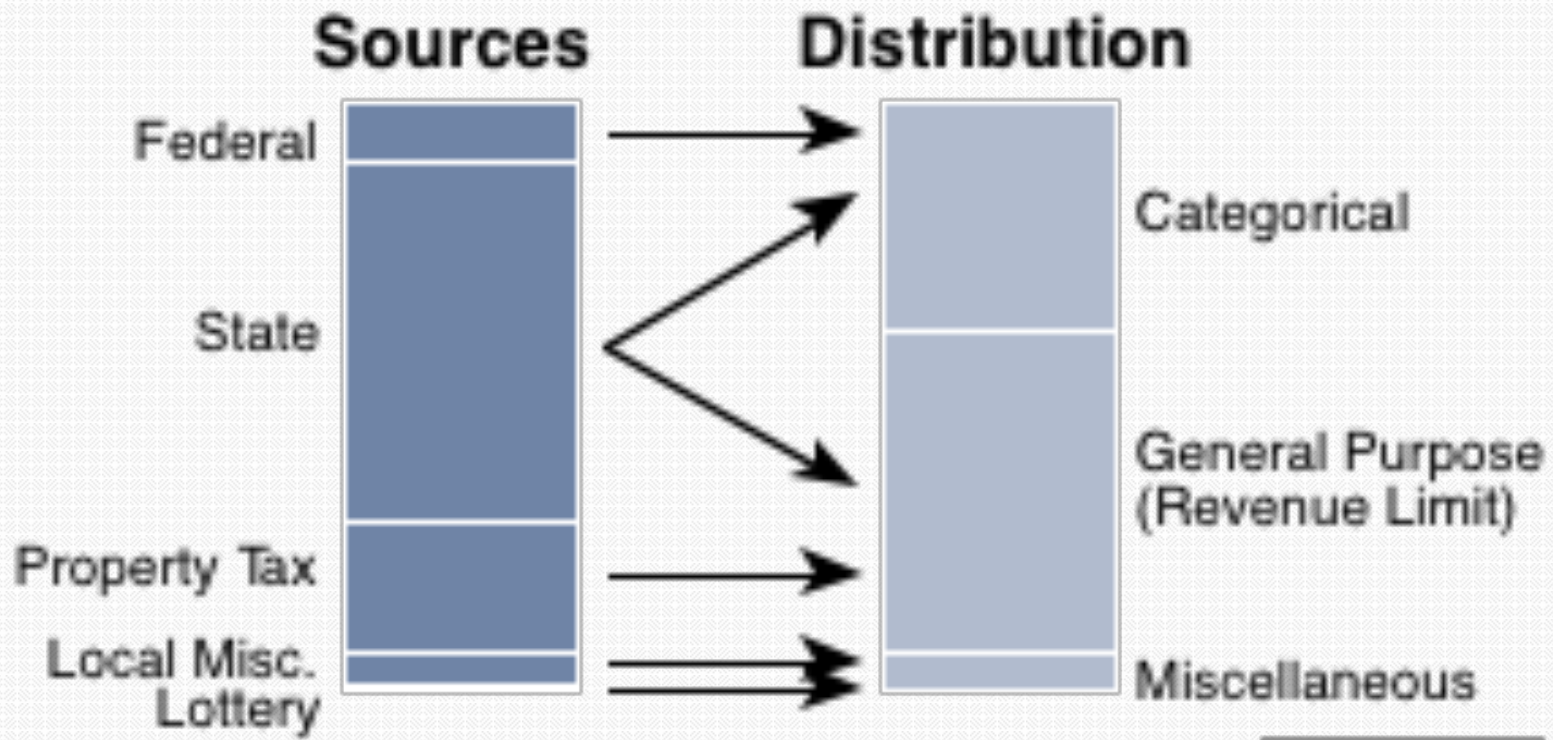 Sources
Distribution
Federal
State
Property Tax
Local Misc.
Lottery
Categorical
General Purpose
(Revenue Limit)
Miscellaneous